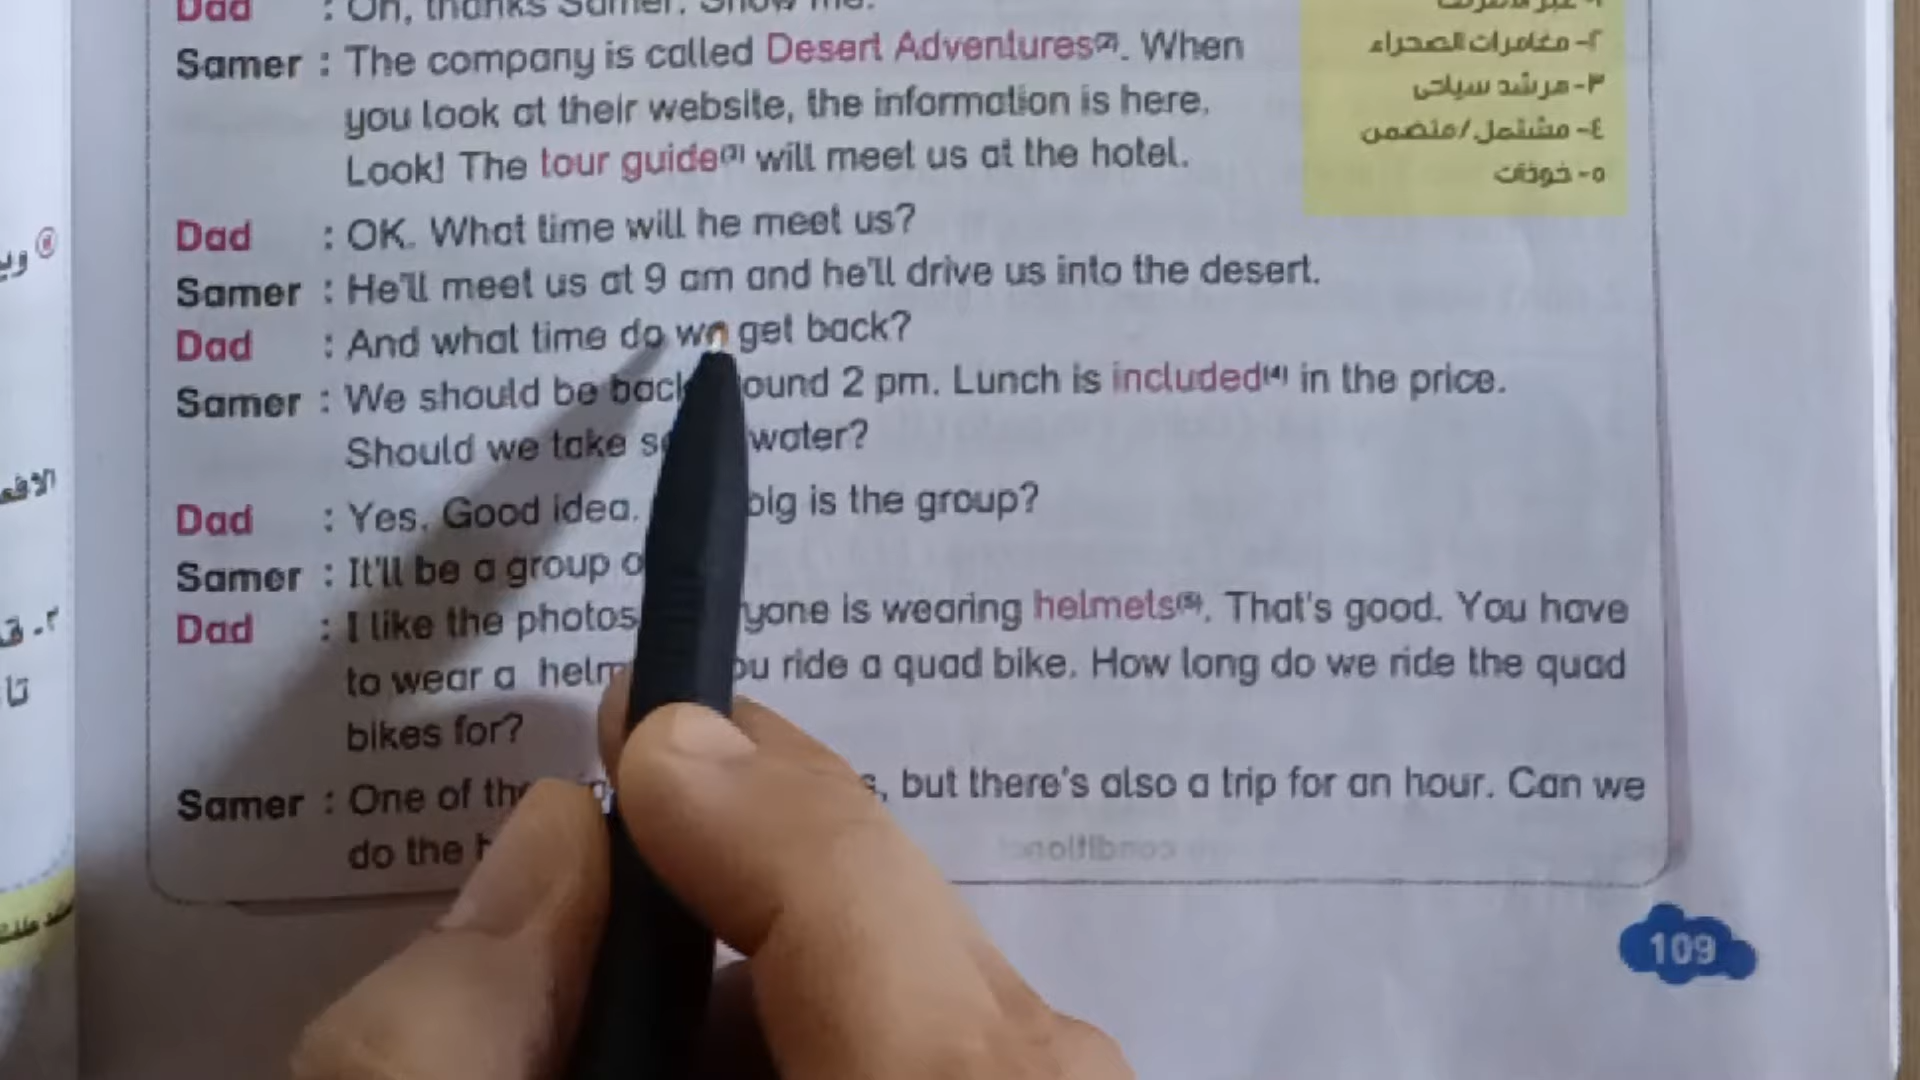 Dad : Oh, thanks Samer. Show me.
Samer : The company is called Desert Adventures(2). When
you look at their website, the information is here.
Look! The tour guide(3) will meet us at the hotel.
Dad : OK. What time will he meet us?
Samer : He'll meet us at 9 am and he'll drive us into the desert.
Dad : And what time do we get back?
Samer : We should be back ound 2 pm. Lunch is included(4) in the price.
Should we take water?
Dad : Yes. Good idea. big is the group?
Samer : It'll be a group
Dad : I like the photos yone is wearing helmets(5). That's good. You have
to wear a helm ou ride a quad bike. How long do we ride the quad
bikes for?
Samer : One of the , but there's also a trip for an hour. Can we
do the
٢- مغامرات الصحراء
٣- مرشد سياحى
٤- مشتمل/متضمن
٥- خوذات
109